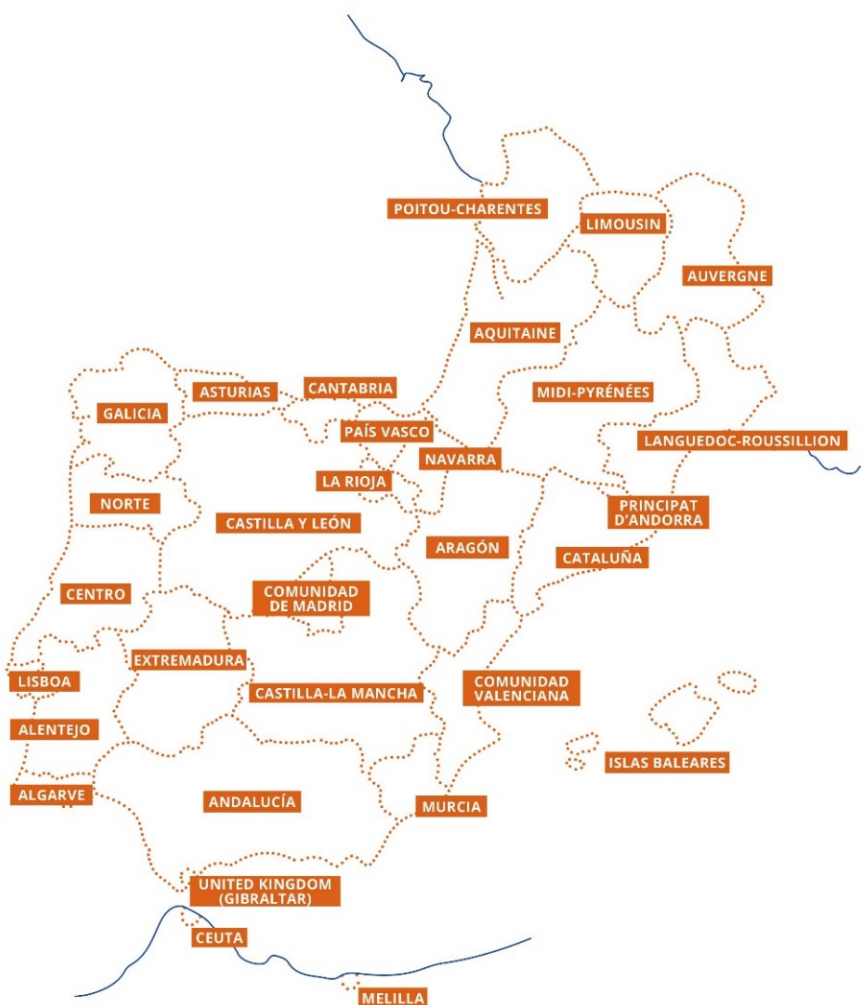 POITOU-CHARENTES
LIMOUSIN
AUVERGNE
AQUITAINE
ASTURIAS
CANTABRIA
MIDI-PYRÉNÉES
GALICIA
PAÍS VASCO
LANGUEDOC-ROUSSILLION
NAVARRA
LA RIOJA
NORTE
PRINCIPAT
D'ANDORRA
CASTILLA Y LEÓN
ARAGÓN
CATALUÑA
CENTRO
COMUNIDAD
DE MADRID
EXTREMADURA
LISBOA
CASTILLA-LA MANCHA
COMUNIDAD
VALENCIANA
ALENTEJO
ISLAS BALEARES
ALGARVE
ANDALUCÍA
MURCIA
UNITED KINGDOM
(GIBRALTAR)
CEUTA
MELILLA